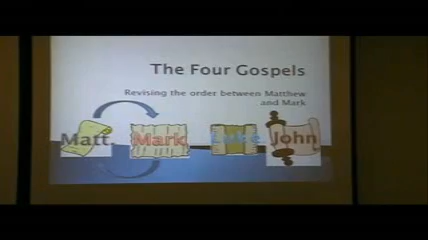 The Four Gospels
Revising the order between Matthew
and Mark
Matt. Mark Luke John